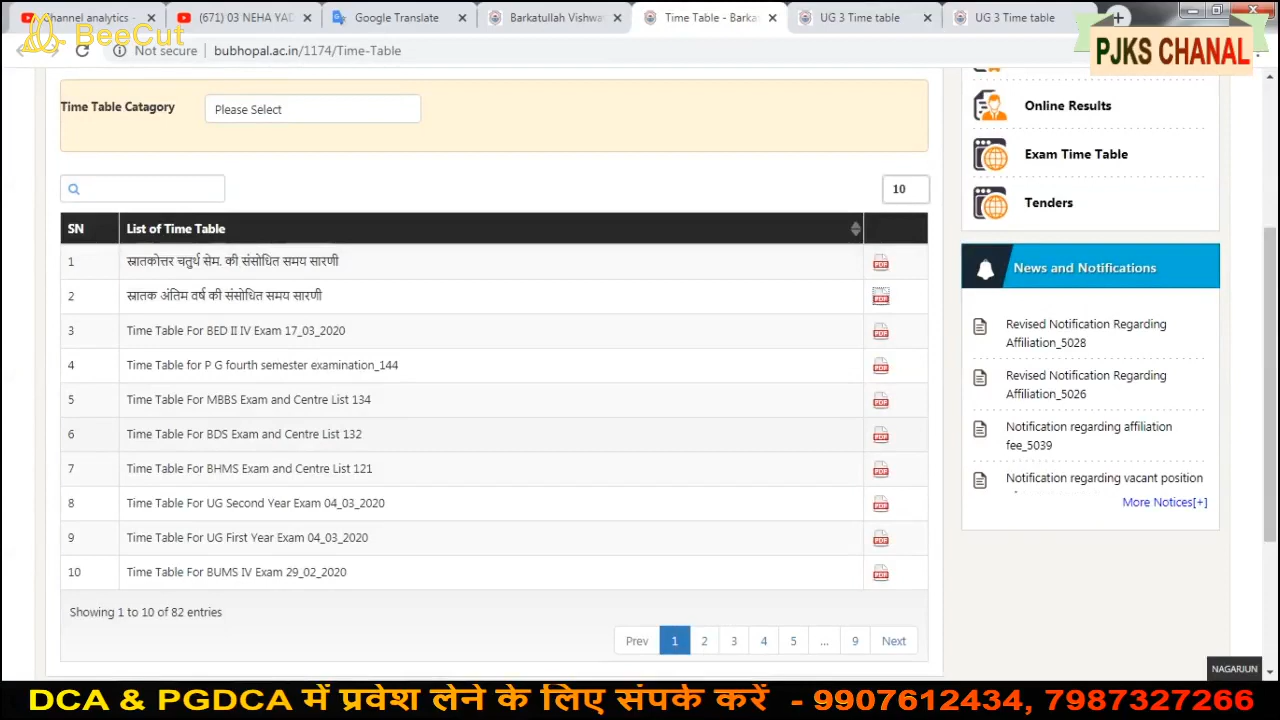 Channel analytics -
(671) 03 NEHA YAD
Google Translate
Barkatullah Vishwa
Time Table - Barka
UG 2 Time table
UG 3 Time table
BeeCut
Not secure | bubhopal.ac.in/1174/Time-Table
PJKS CHANAL
Time Table Catagory
Please Select
10
SN List of Time Table
1 स्नातकोत्तर चतुर्थ सेम. की संसोधित समय सारणी
2 स्नातक अंतिम वर्ष की संसोधित समय सारणी
3 Time Table For BED II IV Exam 17_03_2020
4 Time Table for P G fourth semester examination_144
5 Time Table For MBBS Exam and Centre List 134
6 Time Table For BDS Exam and Centre List 132
7 Time Table For BHMS Exam and Centre List 121
8 Time Table For UG Second Year Exam 04_03_2020
9 Time Table For UG First Year Exam 04_03_2020
10 Time Table For BUMS IV Exam 29_02_2020
Showing 1 to 10 of 82 entries
Prev 1 2 3 4 5 ... 9 Next
Online Results
Exam Time Table
Tenders
News and Notifications
Revised Notification Regarding
Affiliation_5028
Revised Notification Regarding
Affiliation_5026
Notification regarding affiliation
fee_5039
Notification regarding vacant position
More Notices[+]
NAGARJUN
DCA & PGDCA में प्रवेश लेने के लिए संपर्क करें - 9907612434, 7987327266